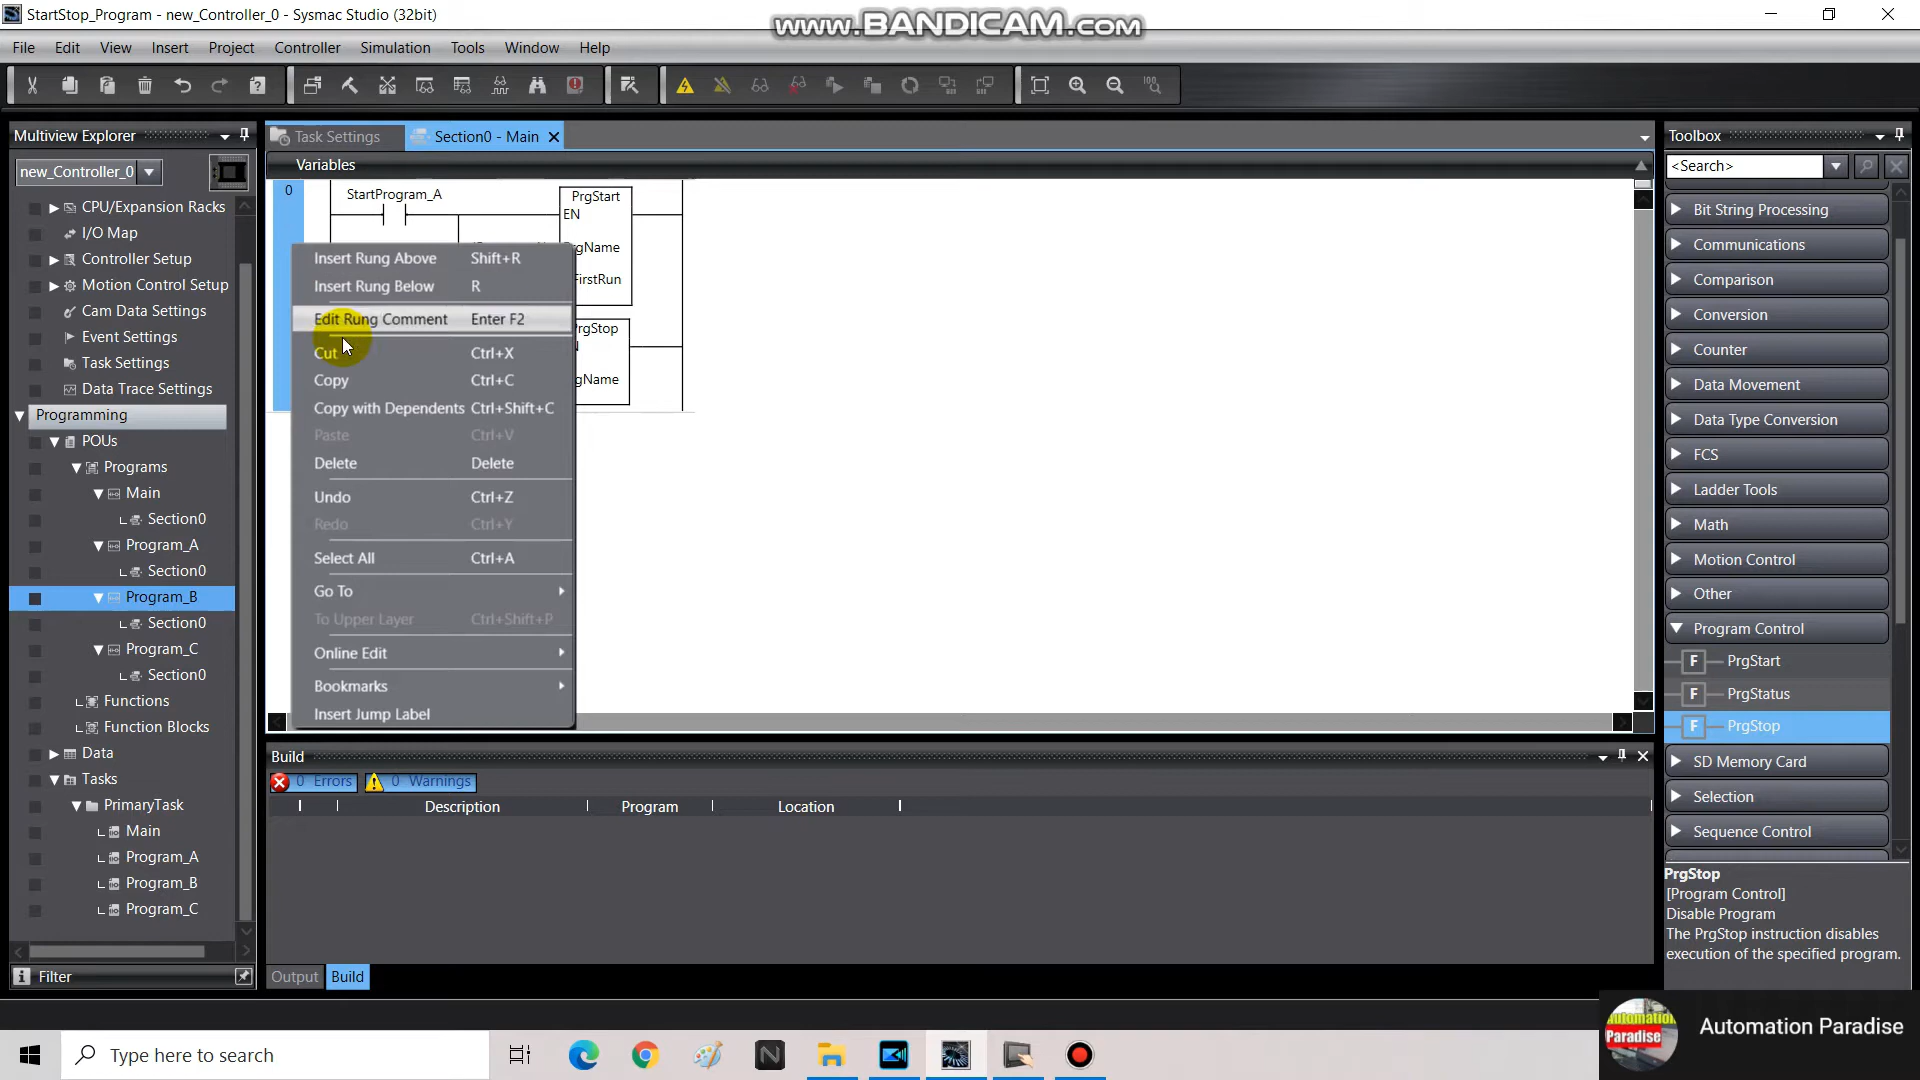 StartStop_Program - new_Controller_0 - Sysmac Studio (32bit)
www.BANDICAM.com
File Edit View Insert Project Controller Simulation Tools Window Help
Multiview Explorer
new_Controller_0
CPU/Expansion Racks
I/O Map
Controller Setup
Motion Control Setup
Cam Data Settings
Event Settings
Task Settings
Data Trace Settings
Programming
POUs
Programs
Main
Section0
Program_A
Section0
Program_B
Section0
Program_C
Section0
Functions
Function Blocks
Data
Tasks
PrimaryTask
Main
Program_A
Program_B
Program_C
Filter
Task Settings
Section0 - Main
Variables
0
StartProgram_A
PrgStart
EN
rgName
FirstRun
rgStop
gName
Insert Rung Above Shift+R
Insert Rung Below R
Edit Rung Comment Enter F2
Cut Ctrl+X
Copy Ctrl+C
Copy with Dependents Ctrl+Shift+C
Paste Ctrl+V
Delete Delete
Undo Ctrl+Z
Redo Ctrl+Y
Select All Ctrl+A
Go To
To Upper Layer Ctrl+Shift+P
Online Edit
Bookmarks
Insert Jump Label
Build
0 Errors 0 Warnings
Description Program Location
Output Build
Toolbox
<Search>
Bit String Processing
Communications
Comparison
Conversion
Counter
Data Movement
Data Type Conversion
FCS
Ladder Tools
Math
Motion Control
Other
Program Control
F PrgStart
F PrgStatus
F PrgStop
SD Memory Card
Selection
Sequence Control
PrgStop
[Program Control]
Disable Program
The PrgStop instruction disables
execution of the specified program.
Automation
Paradise
Automation Paradise
Type here to search